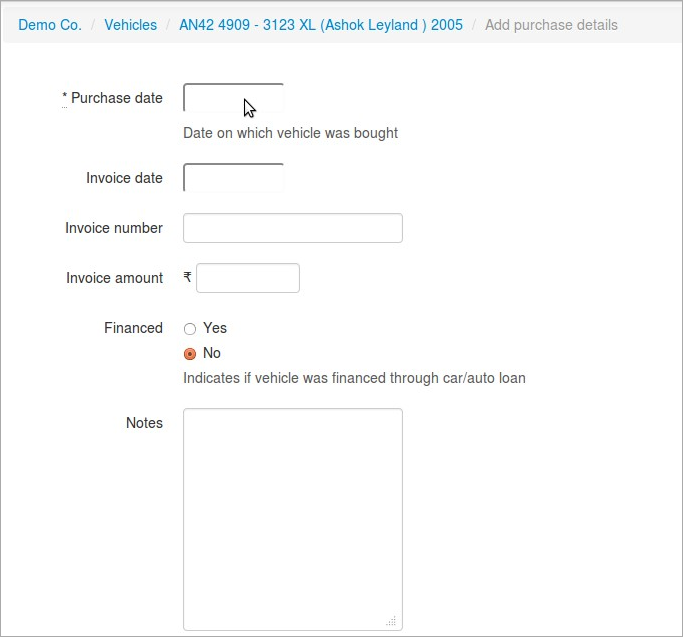 Demo Co. / Vehicles / AN42 4909 - 3123 XL (Ashok Leyland ) 2005 / Add purchase details
* Purchase date
Date on which vehicle was bought
Invoice date
Invoice number
Invoice amount ₹
Financed Yes
No
Indicates if vehicle was financed through car/auto loan
Notes